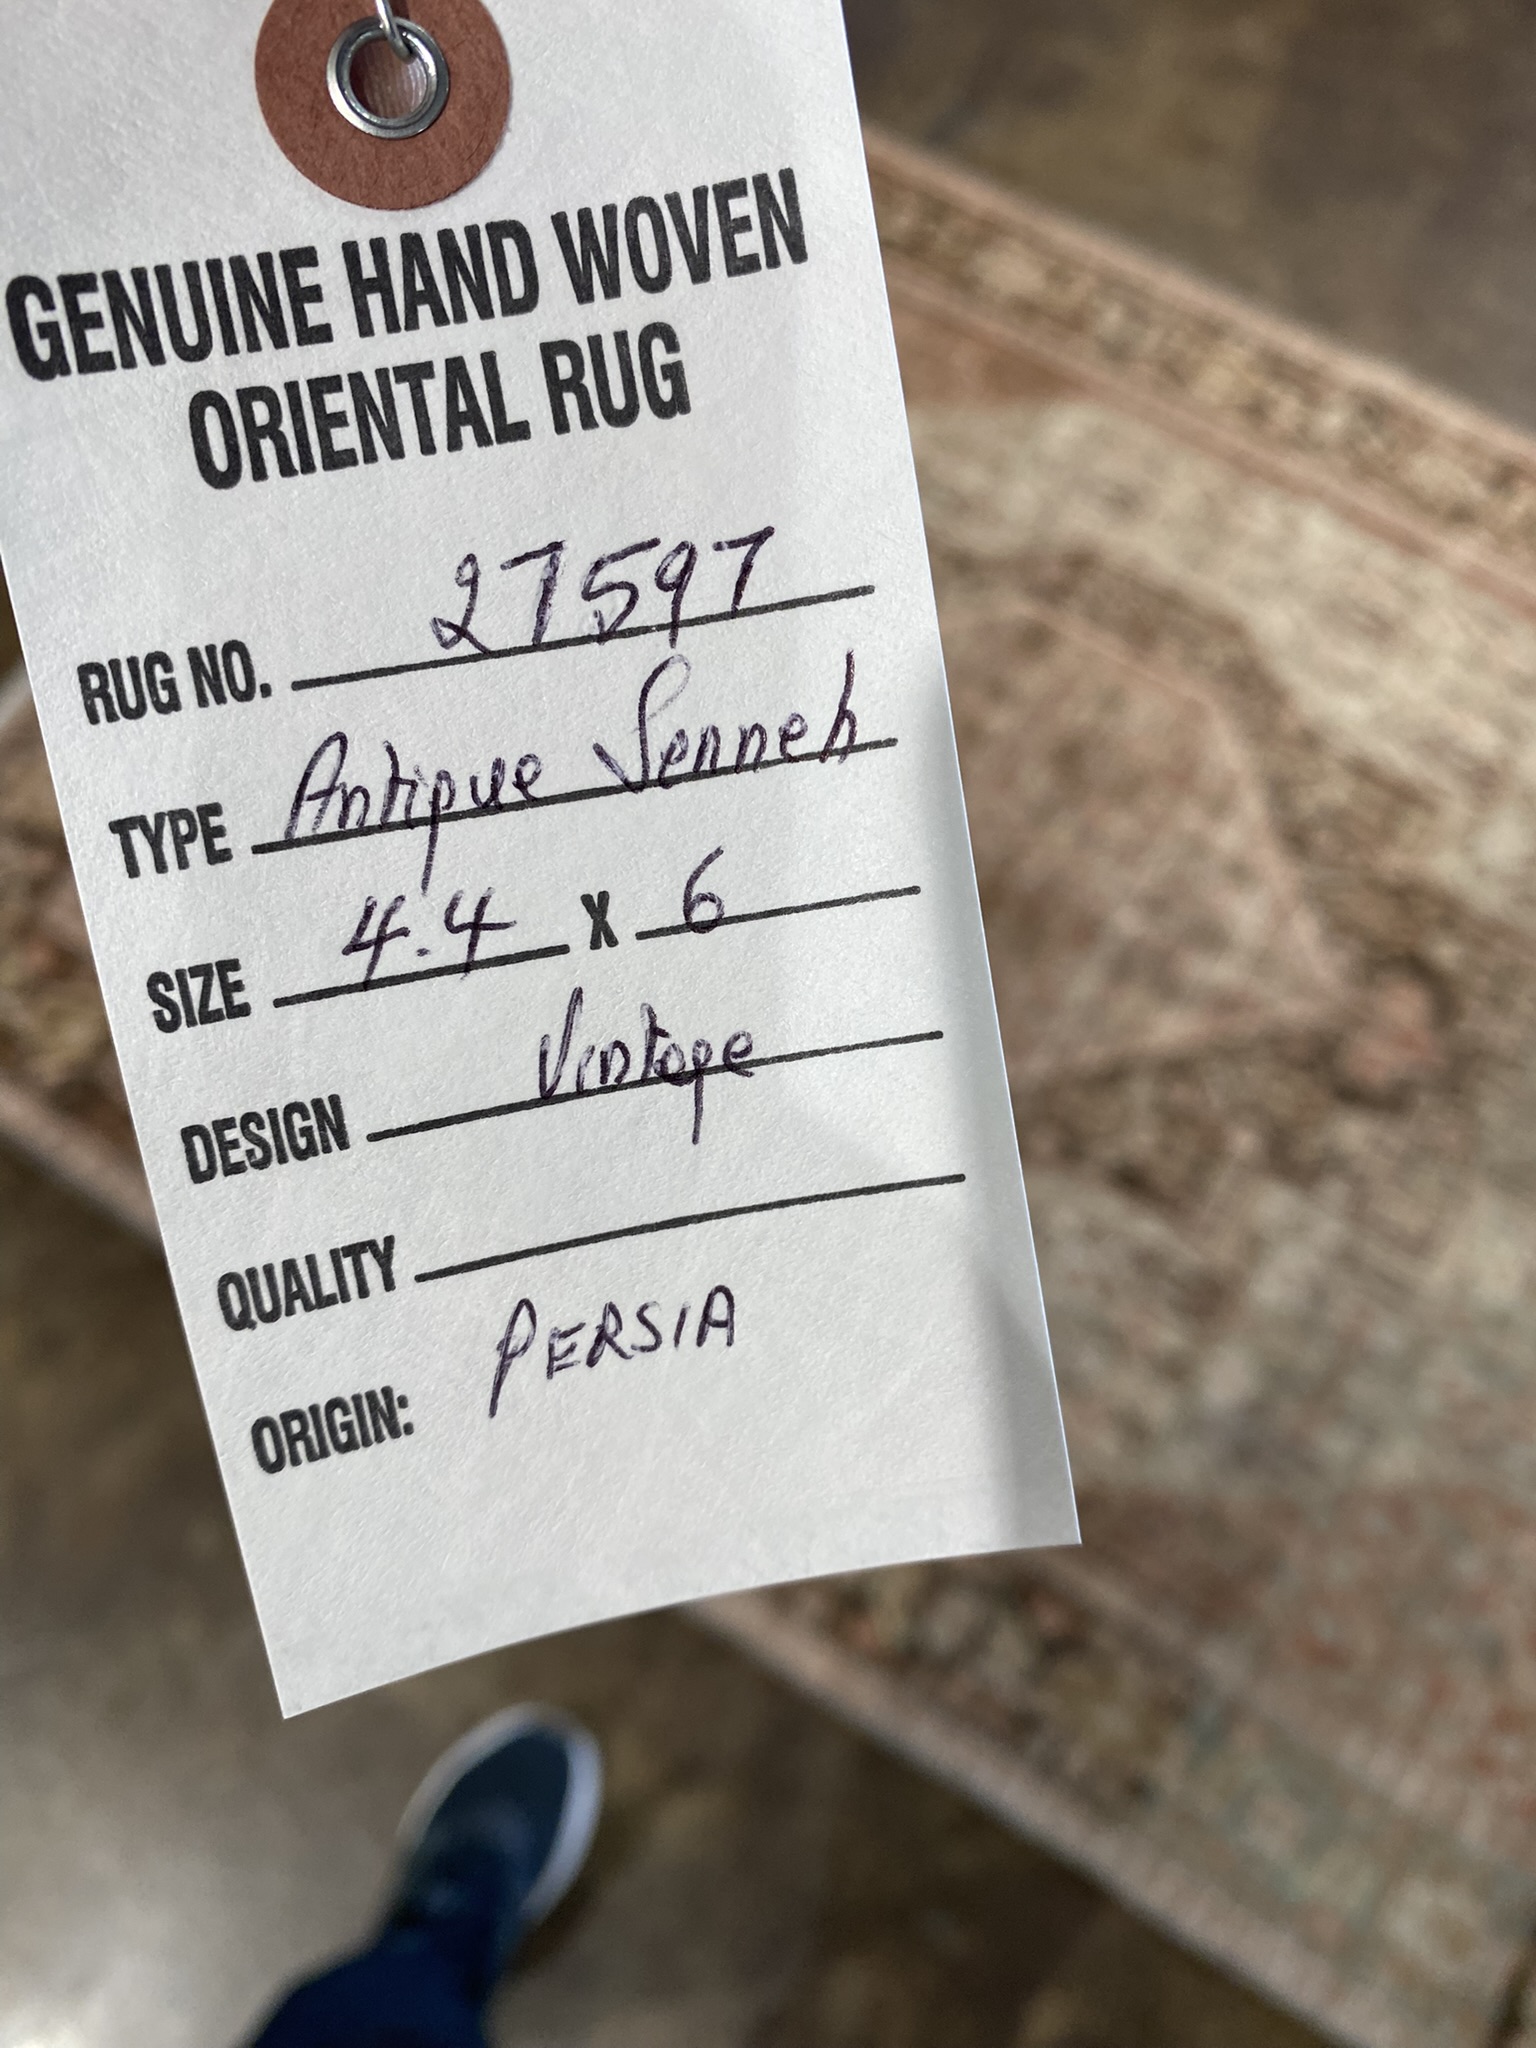 GENUINE HAND WOVEN
ORIENTAL RUG
RUG NO. 27597
TYPE Antique Senneh
SIZE 4.4 X 6
DESIGN Vintage
QUALITY
ORIGIN: PERSIA